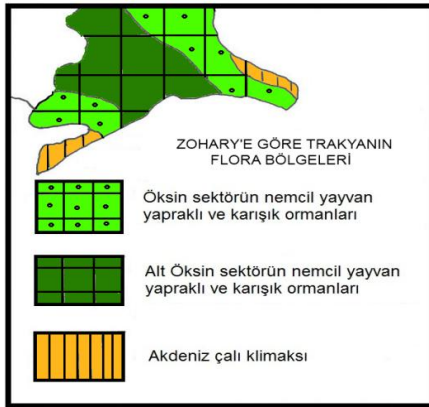 ZOHARY'E GÖRE TRAKYANIN
FLORA BÖLGELERİ
Öksin sektörün nemcil yayvan
yapraklı ve karışık ormanları
Alt Öksin sektörün nemcil yayvan
yapraklı ve karışık ormanları
Akdeniz çalı klimaksı